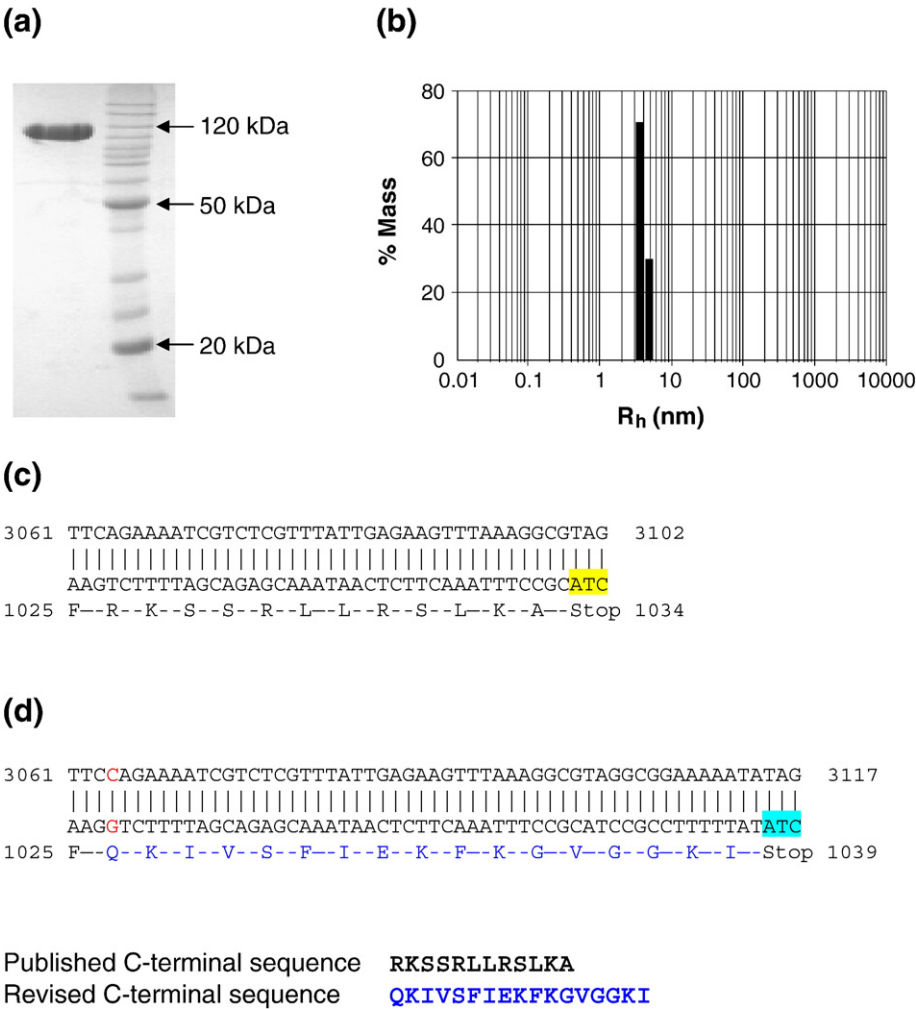 (a)
120 kDa
50 kDa
20 kDa
(b)
80
60
40
20
0
% Mass
0.01 0.1 1 10 100 1000 10000
Rh (nm)
(c)
3061 TTCAGAAAATCGTCTCGTTTATTGAGAAGTTTAAAGGCGTAG 3102
AAGTCTTTTAGCAGAGCAAATAACTCTTCAAATTTCCGCATC
1025 F--R--K--S--S--R--L--L--R--S--L--K--A--Stop 1034
(d)
3061 TTCCAGAAAATCGTCTCGTTTATTGAGAAGTTTAAAGGCGTAGGCGGAAAAATATAG 3117
AAGGTCTTTTAGCAGAGCAAATAACTCTTCAAATTTCCGCATCCGCCTTTTTATATC
1025 F--Q--K--I--V--S--F--I--E--K--F--K--G--V--G--G--K--I--Stop 1039
Published C-terminal sequence RKSSRLLRSLKA
Revised C-terminal sequence QKIVSFIEKFKGVGGKI